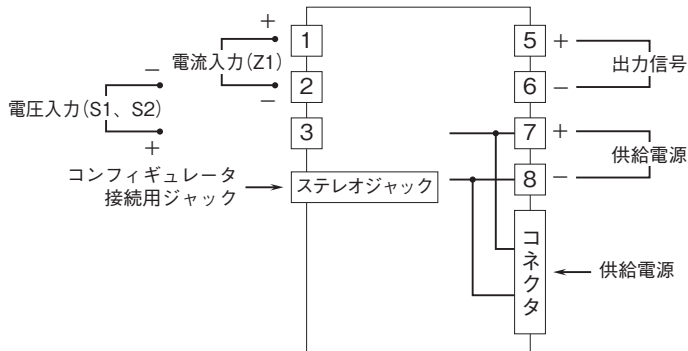 +
1
電流入力(Z1)
−
2
−
電圧入力(S1、S2)
+
3
コンフィギュレータ
接続用ジャック
ステレオジャック
5 +
出力信号
6 −
7 +
供給電源
8 −
コネクタ
供給電源